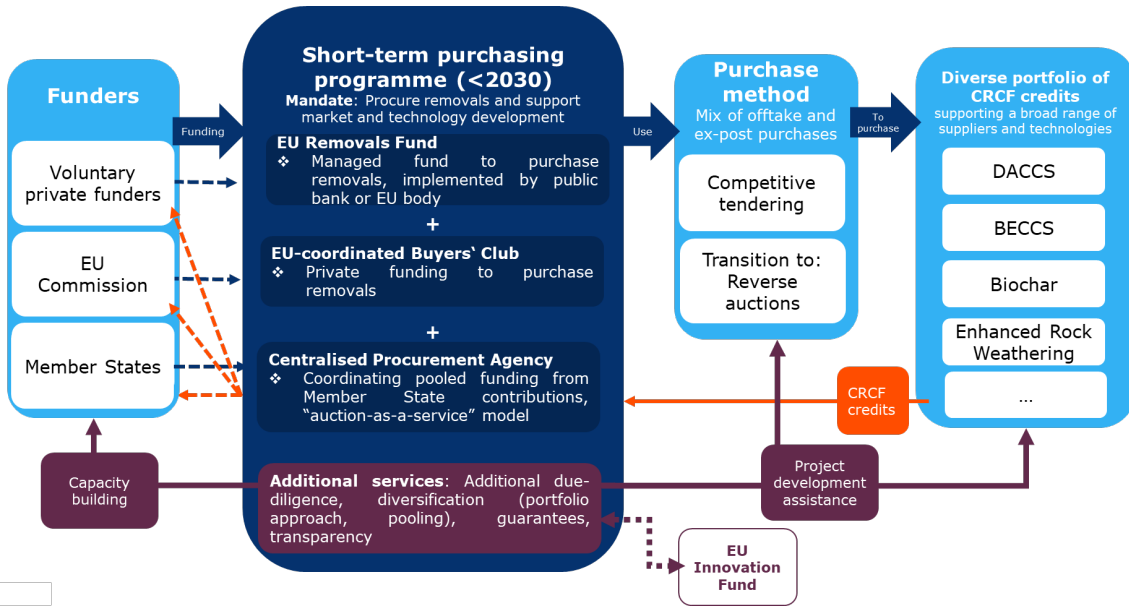 Funders
Voluntary
private funders
EU
Commission
Member States
Capacity
building
Funding
Short-term purchasing
programme (<2030)
Mandate: Procure removals and support
market and technology development
EU Removals Fund
❖ Managed fund to purchase
removals, implemented by public
bank or EU body
+
EU-coordinated Buyers‘ Club
❖ Private funding to purchase
removals
+
Centralised Procurement Agency
❖ Coordinating pooled funding from
Member State contributions,
“auction-as-a-service” model
Additional services: Additional due-
diligence, diversification (portfolio
approach, pooling), guarantees,
transparency
Use
Purchase
method
Mix of offtake and
ex-post purchases
Competitive
tendering
Transition to:
Reverse
auctions
To
purchase
Diverse portfolio of
CRCF credits
supporting a broad range of
suppliers and technologies
DACCS
BECCS
Biochar
Enhanced Rock
Weathering
...
CRCF
credits
Project
development
assistance
EU
Innovation
Fund